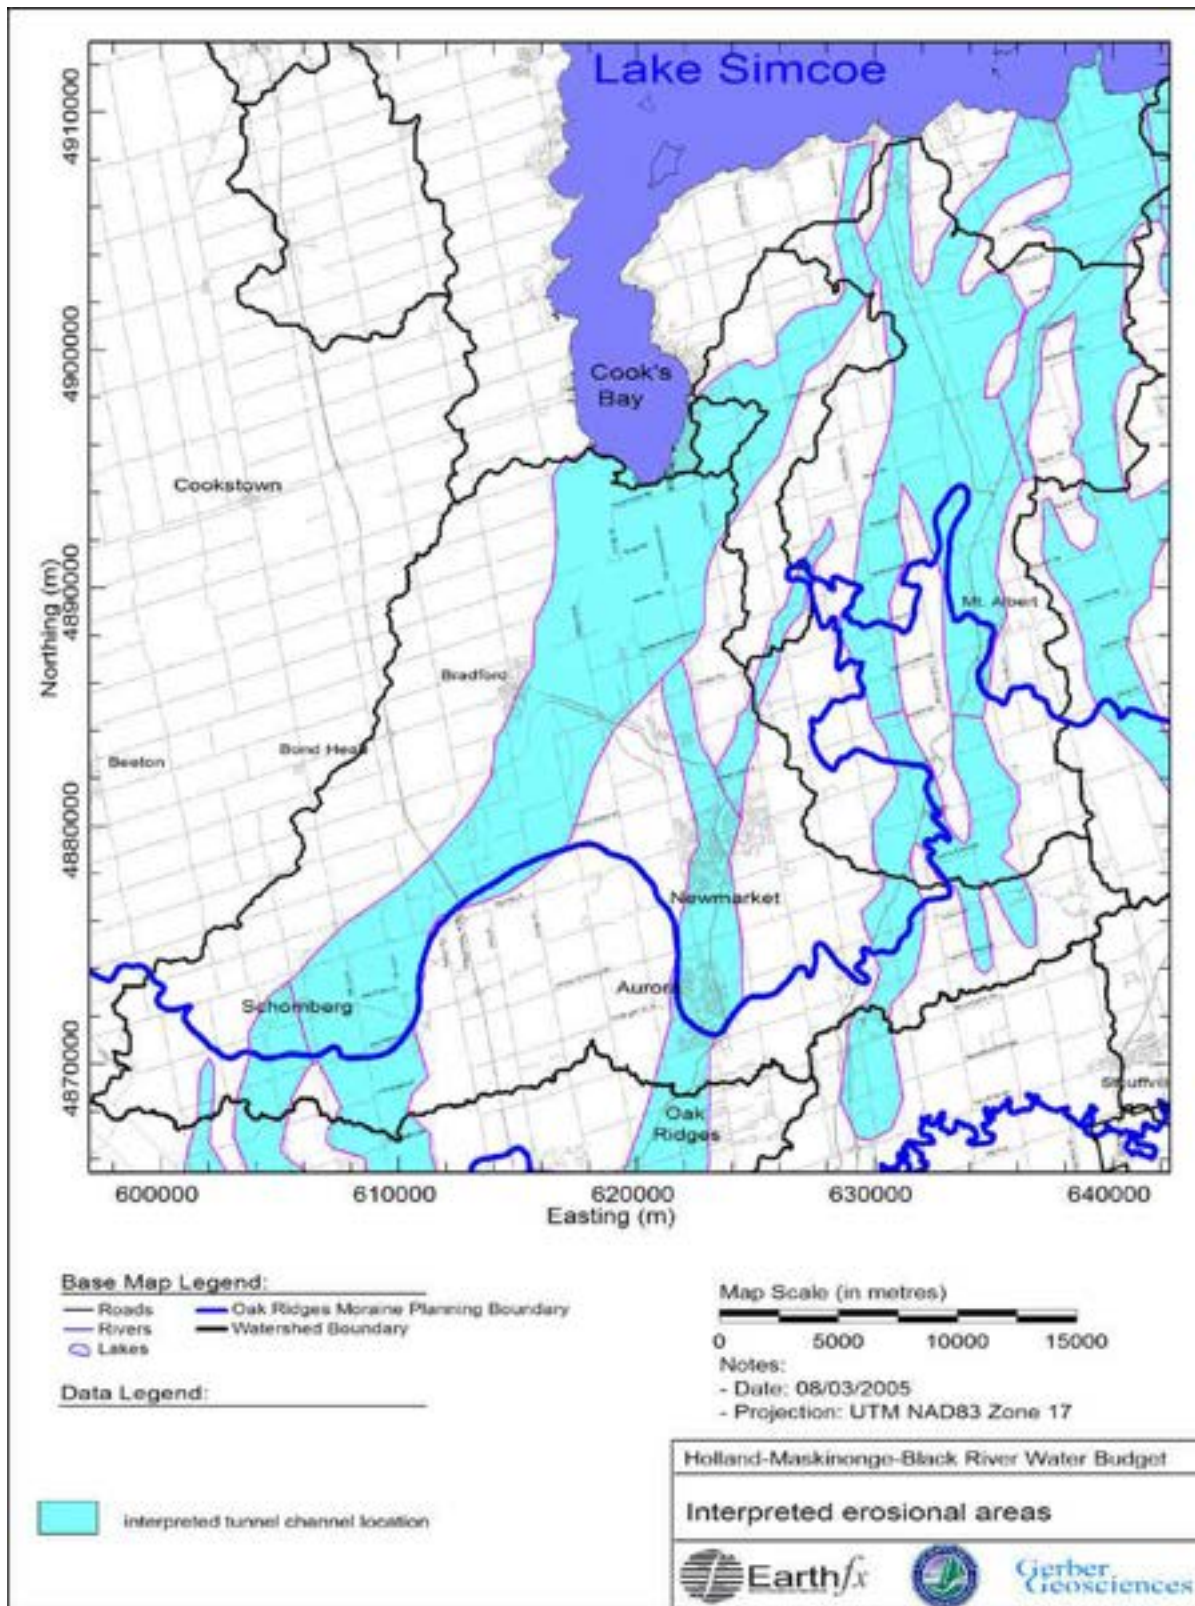 Lake Simcoe
4910000
4900000
Cook's
Bay
Cookstown
4890000
Northing (m)
Mt. Albert
Bradford
Bond Head
Beeton
4880000
Newmarket
Aurora
Schomberg
4870000
Stouffvil
Oak
Ridges
600000 610000 620000 630000 640000
Easting (m)
Base Map Legend:
Roads Oak Ridges Moraine Planning Boundary
Rivers Watershed Boundary
Lakes
Data Legend:
Map Scale (in metres)
0 5000 10000 15000
Notes:
- Date: 08/03/2005
- Projection: UTM NAD83 Zone 17
Holland-Maskinonge-Black River Water Budget
Interpreted erosional areas
interpreted tunnel channel location
Earthfx
Gerber
Geosciences